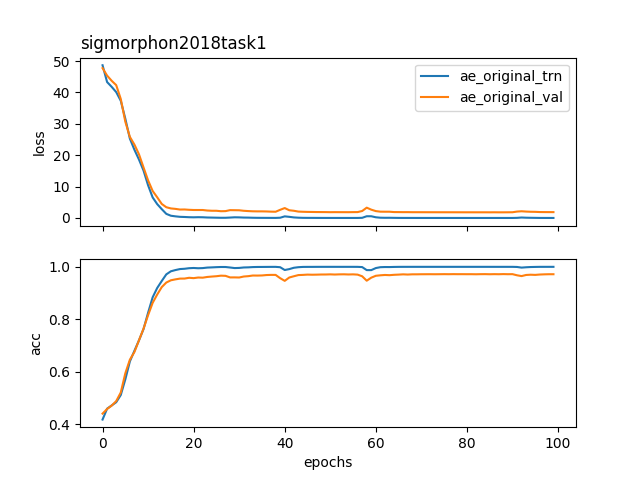 sigmorphon2018task1
50
40
30
20
10
0
loss
ae_original_trn
ae_original_val
1.0
0.8
0.6
0.4
acc
0 20 40 60 80 100
epochs